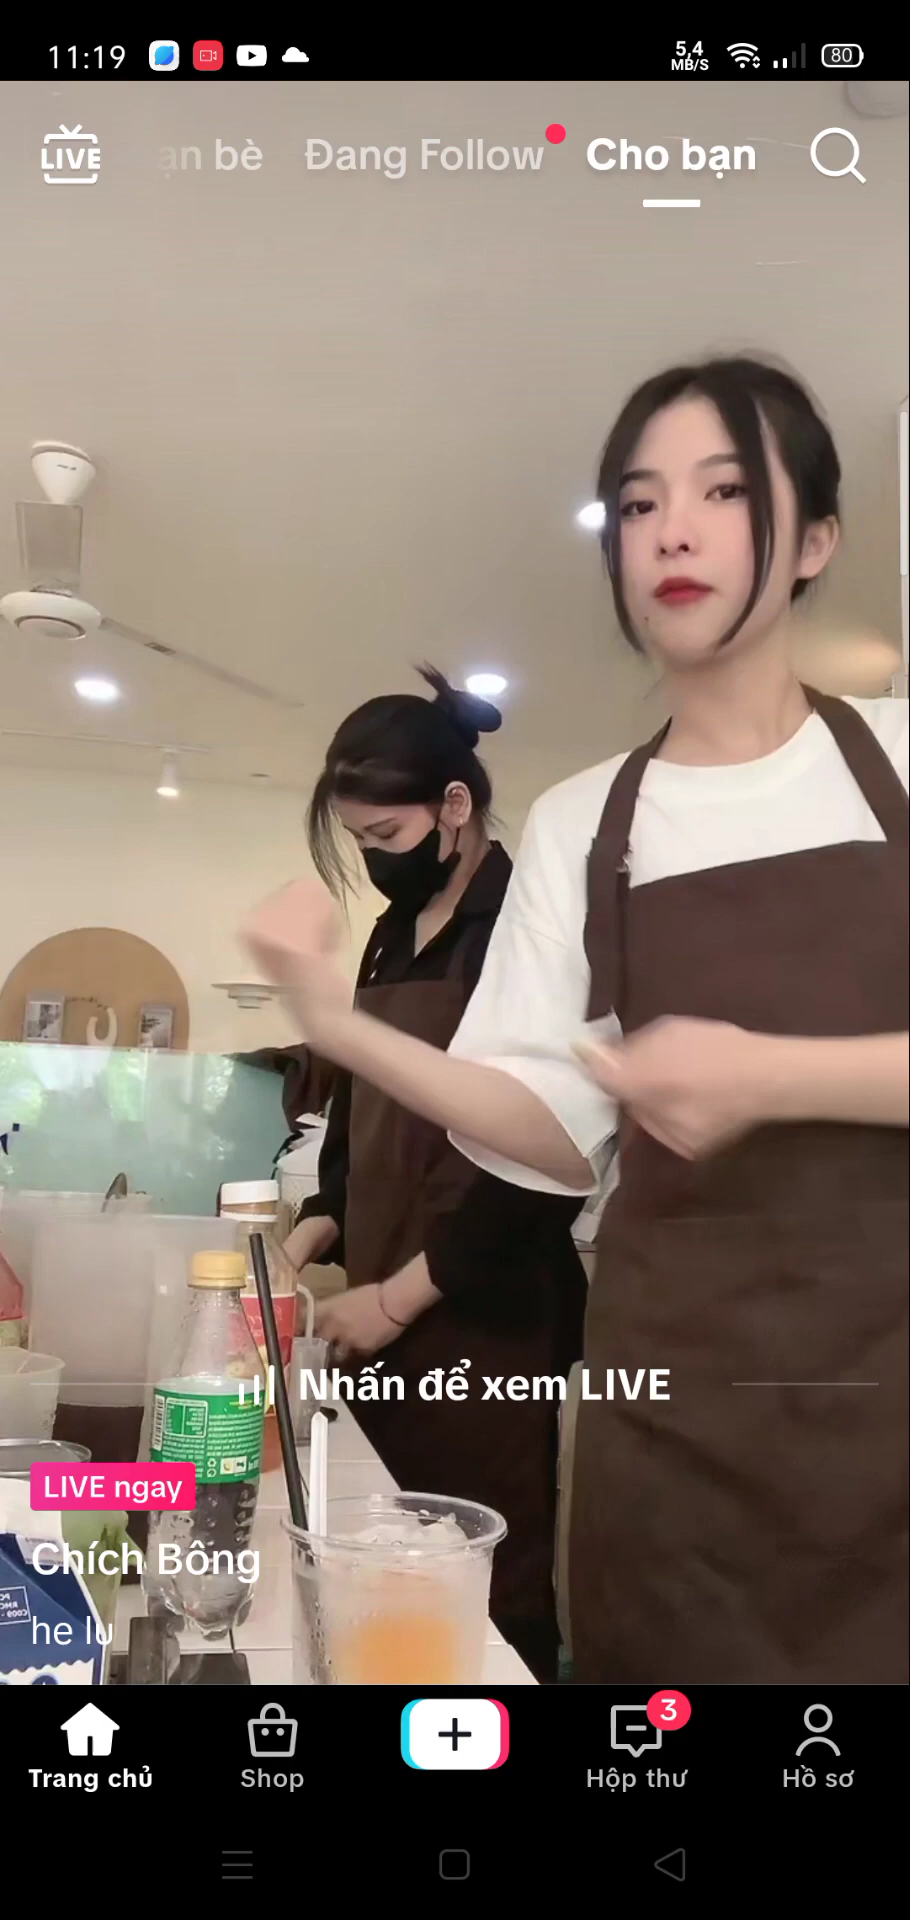 11:19
5,4
MB/S
80
LIVE
ạn bè
Đang Follow
Cho bạn
Nhấn để xem LIVE
LIVE ngay
Chích Bông
he lu
Trang chủ
Shop
3
Hộp thư
Hồ sơ